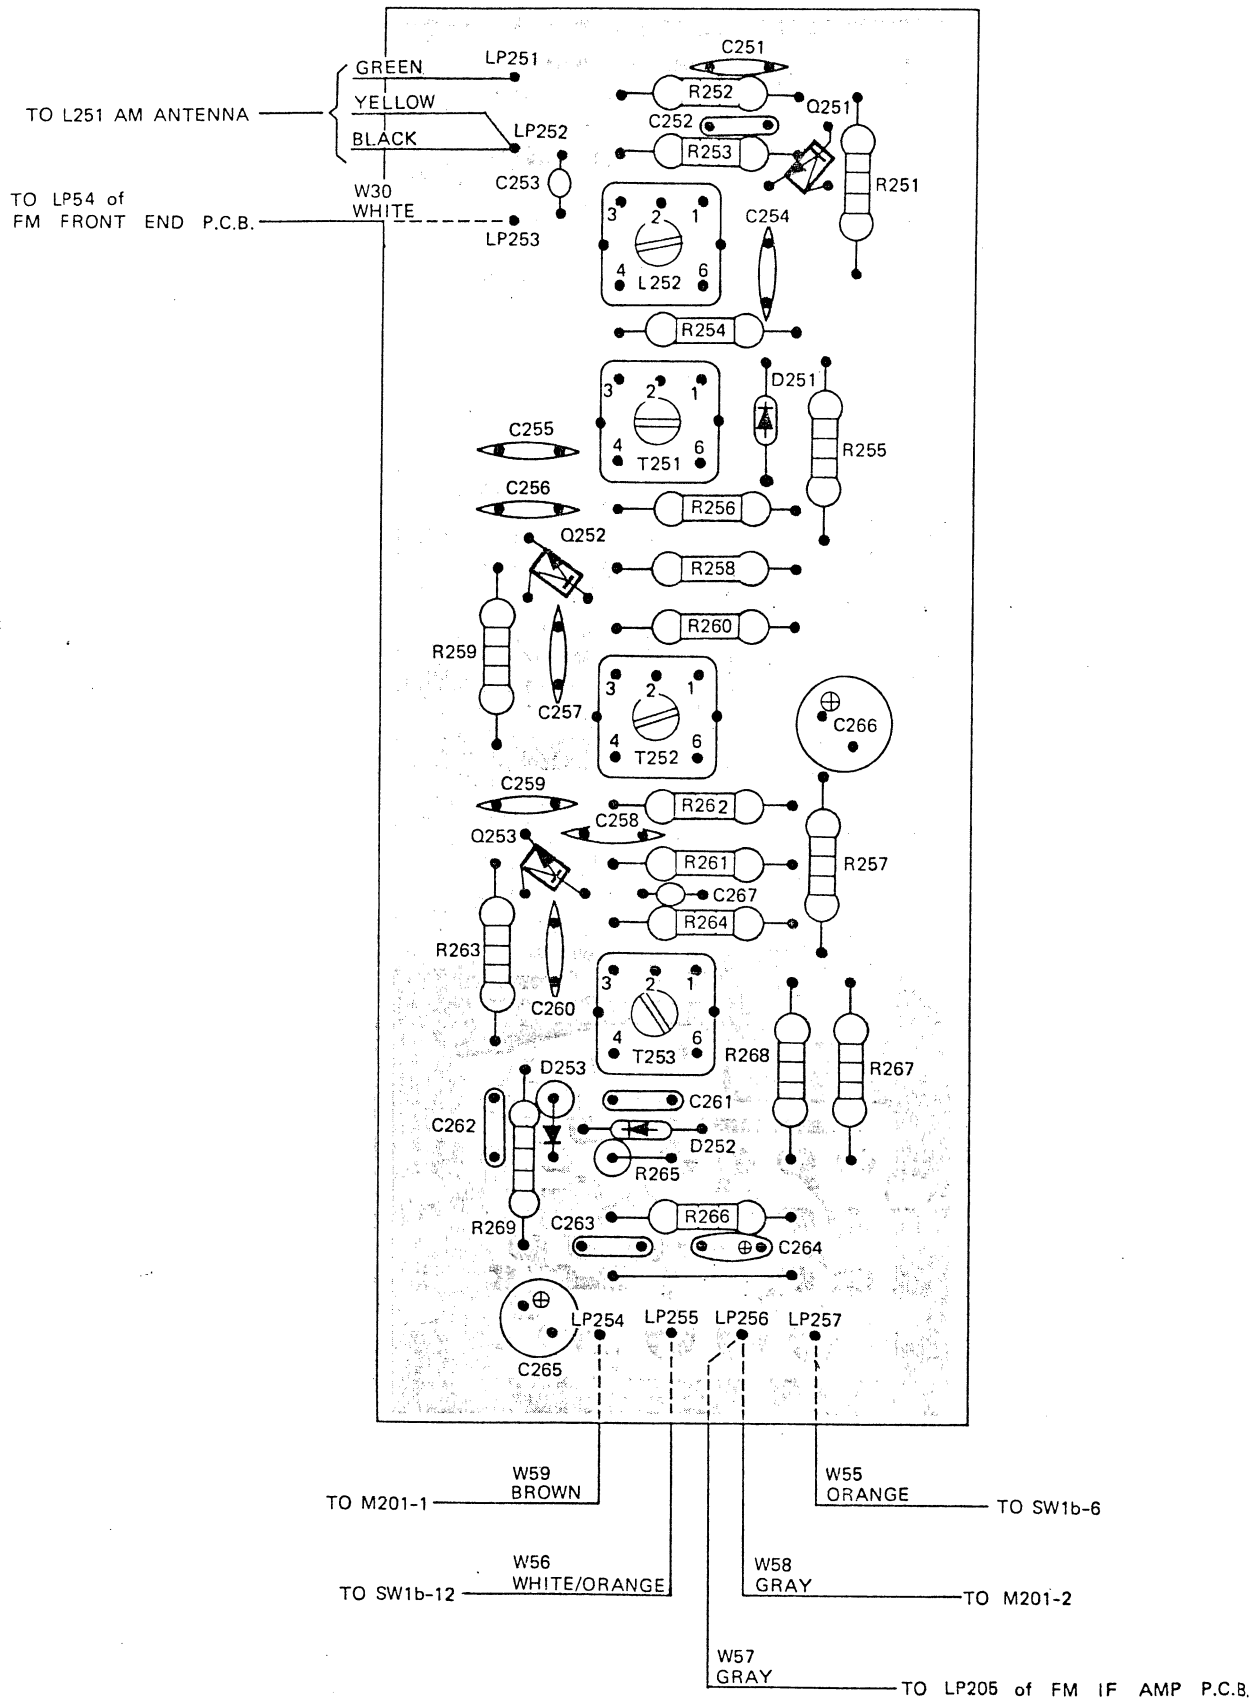 C251
LP251
GREEN
R252
Q251
YELLOW
TO L251 AM ANTENNA
C252
LP252
BLACK
R253
C253
R251
W30
TO LP54 of
WHITE
FM FRONT END P.C.B.
LP253
3 2 1
C254
4 6
L252
R254
D251
3 2 1
C255
R255
4 6
T251
C256
R256
Q252
R258
R260
R259
3 2 1
C257
C266
4 6
T252
C259
R262
C258
Q253
R261
R257
C267
R264
R263
3 2 1
C260
4 6
T253
R268
R267
D253
C261
C262
D252
R265
R266
C263
R269
C264
LP254
LP255
LP256
LP257
C265
W59
BROWN
W55
ORANGE
TO M201-1
TO SW1b-6
W56
WHITE/ORANGE
W58
GRAY
TO SW1b-12
TO M201-2
W57
GRAY
TO LP205 of FM IF AMP P.C.B.